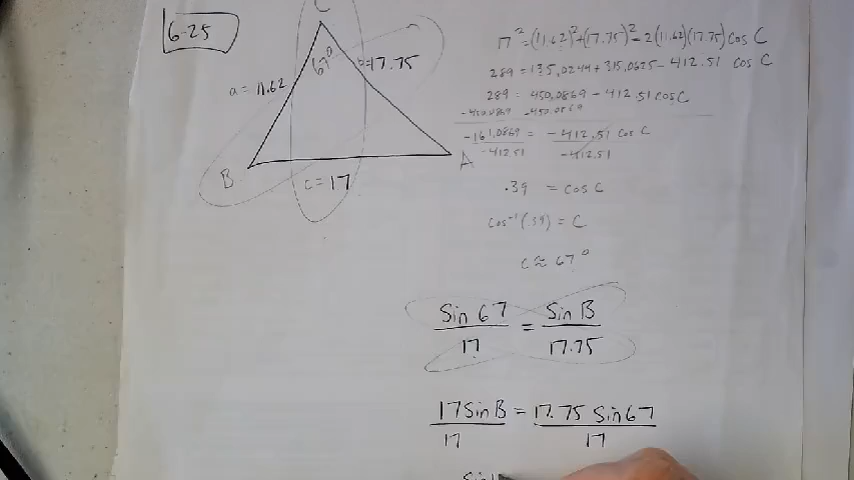 6-25
C
67°
b=17.75
a = 11.62
B
A
c = 17
17² = (11.62)² + (17.75)² - 2(11.62)(17.75) cos C
289 = 135.0244 + 315.0625 - 412.51 cos C
289 = 450.0869 - 412.51 cos C
-450.0869 -450.0869
-161.0869 = -412.51 cos C
-412.51 -412.51
.39 = cos C
cos⁻¹(.39) = C
C ≈ 67°
Sin 67 = Sin B
17 17.75
17 Sin B = 17.75 Sin 67
17 17